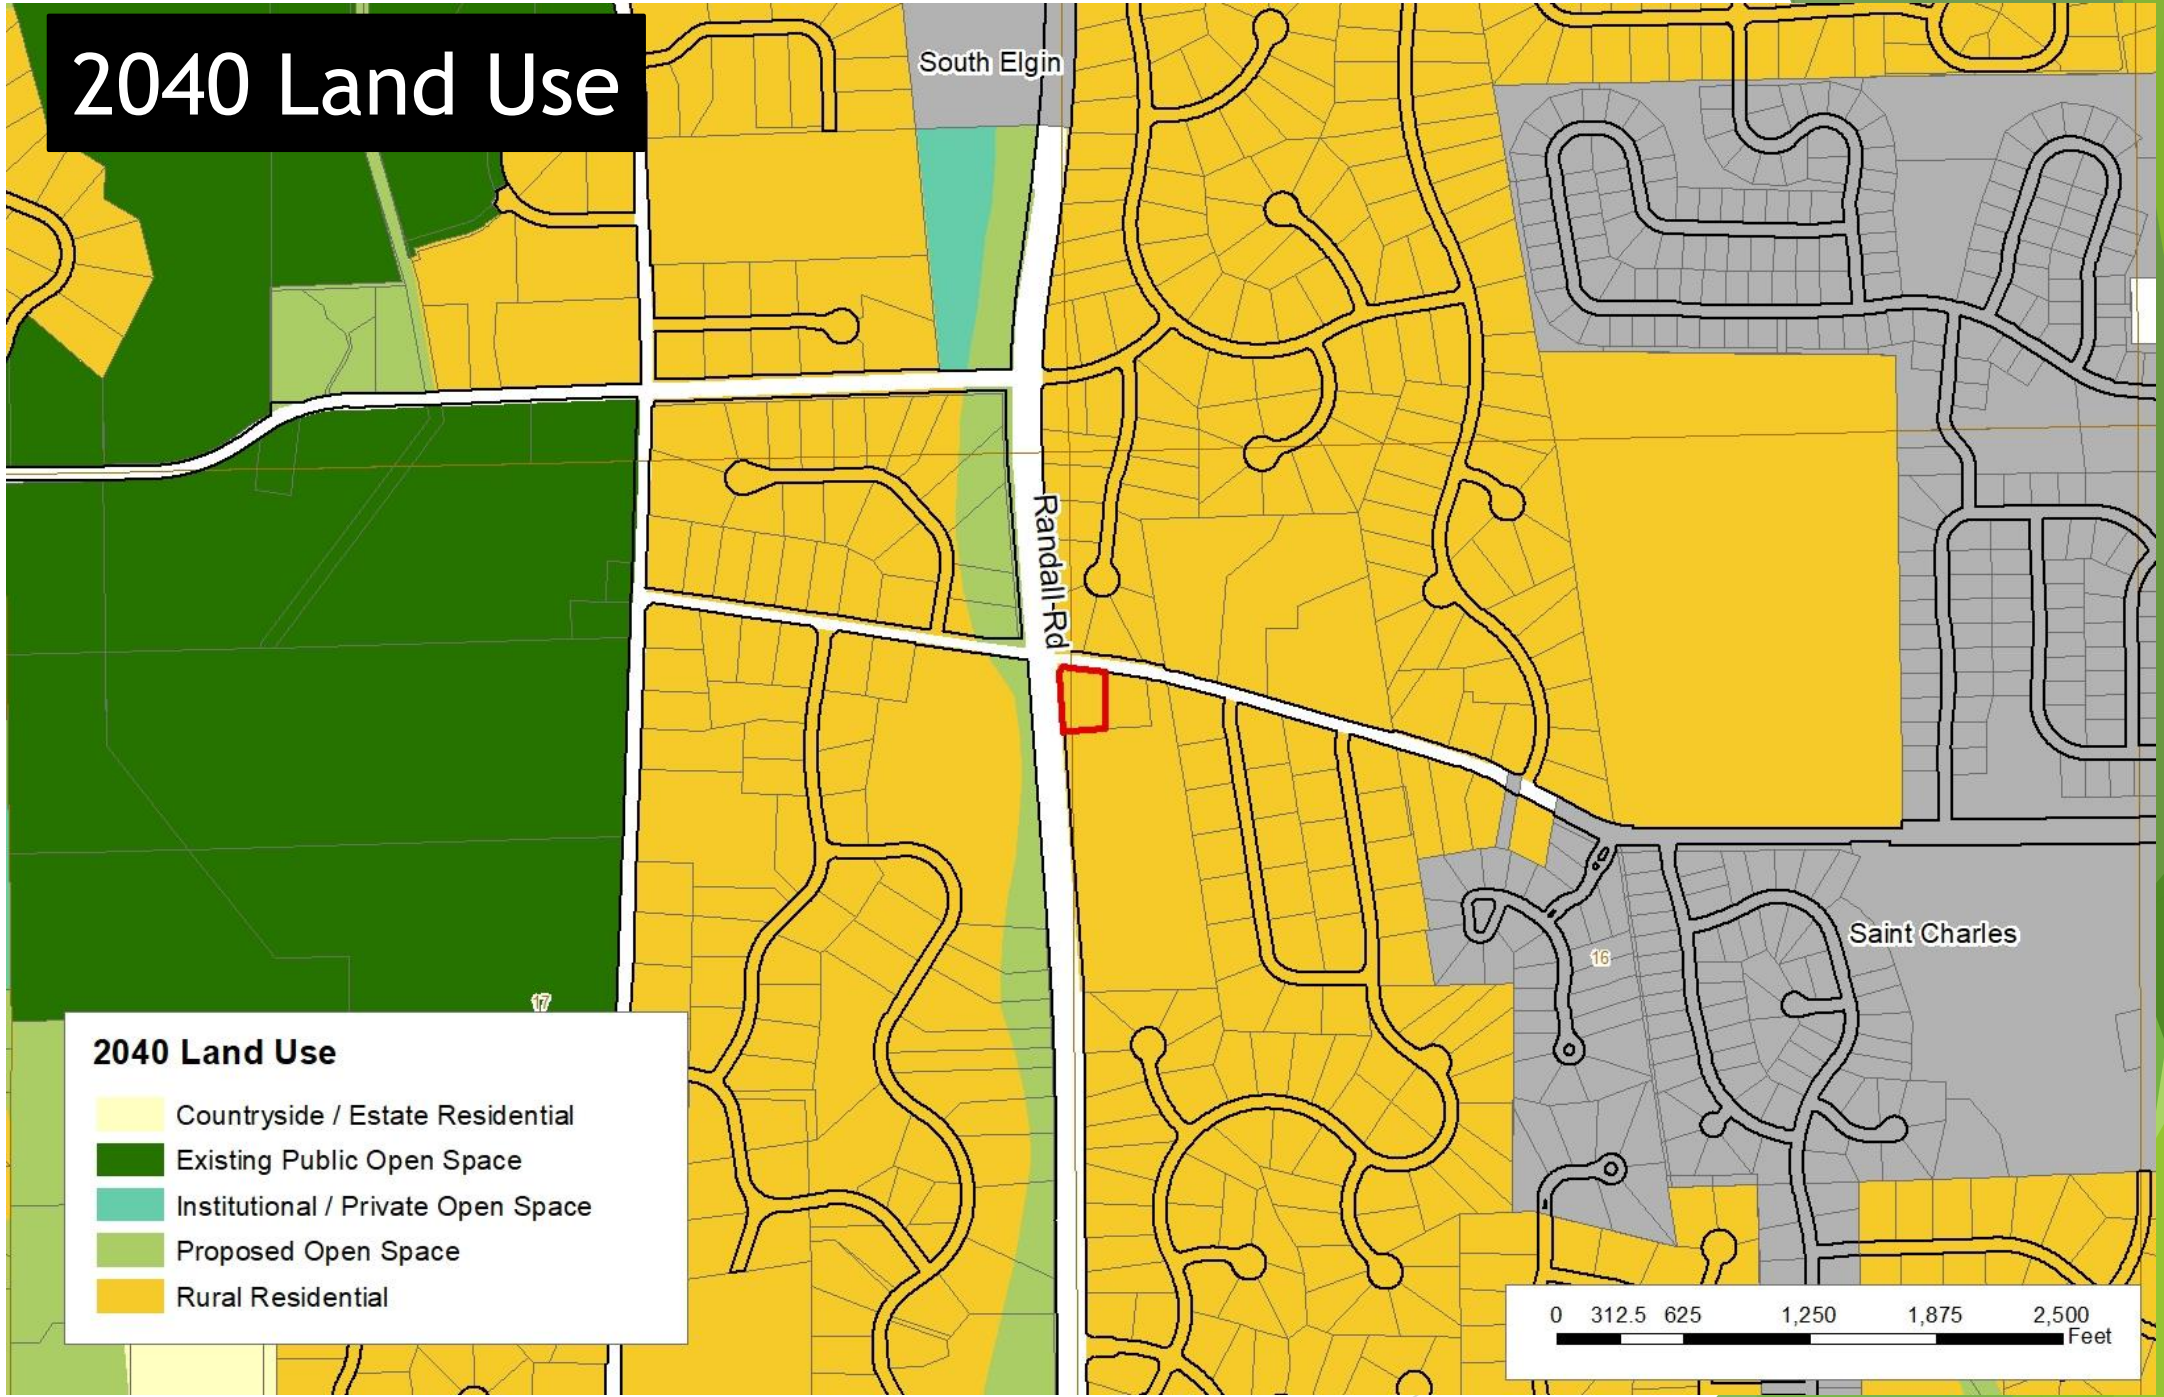 2040 Land Use
South Elgin
Randall Rd
Saint Charles
16
17
2040 Land Use
Countryside / Estate Residential
Existing Public Open Space
Institutional / Private Open Space
Proposed Open Space
Rural Residential
0 312.5 625 1,250 1,875 2,500
Feet